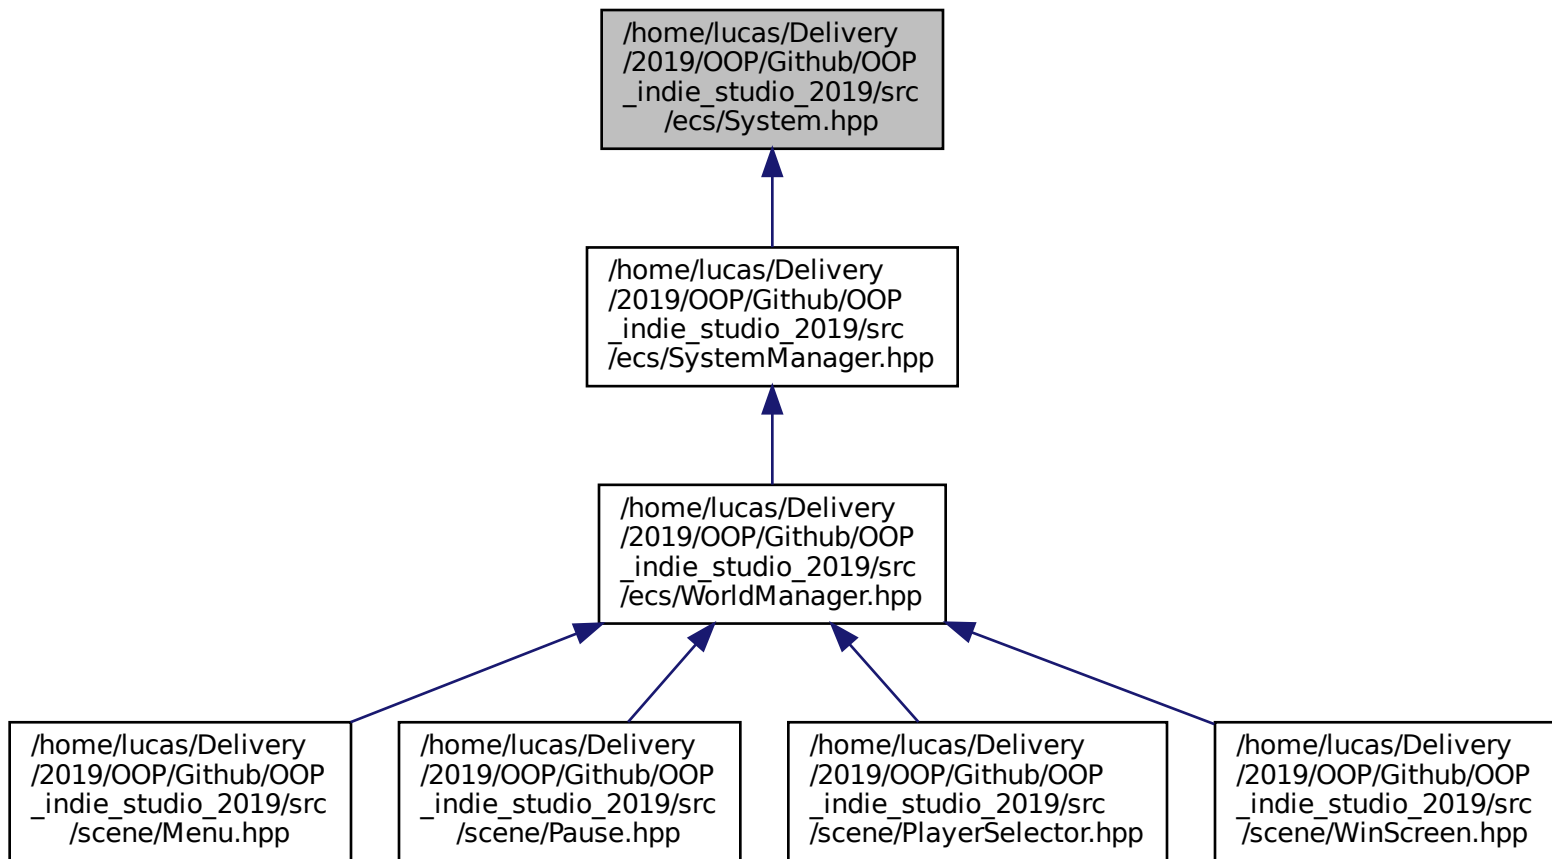 /home/lucas/Delivery
/2019/OOP/Github/OOP
_indie_studio_2019/src
/ecs/System.hpp
/home/lucas/Delivery
/2019/OOP/Github/OOP
_indie_studio_2019/src
/ecs/SystemManager.hpp
/home/lucas/Delivery
/2019/OOP/Github/OOP
_indie_studio_2019/src
/ecs/WorldManager.hpp
/home/lucas/Delivery
/2019/OOP/Github/OOP
_indie_studio_2019/src
/scene/Menu.hpp
/home/lucas/Delivery
/2019/OOP/Github/OOP
_indie_studio_2019/src
/scene/Pause.hpp
/home/lucas/Delivery
/2019/OOP/Github/OOP
_indie_studio_2019/src
/scene/PlayerSelector.hpp
/home/lucas/Delivery
/2019/OOP/Github/OOP
_indie_studio_2019/src
/scene/WinScreen.hpp